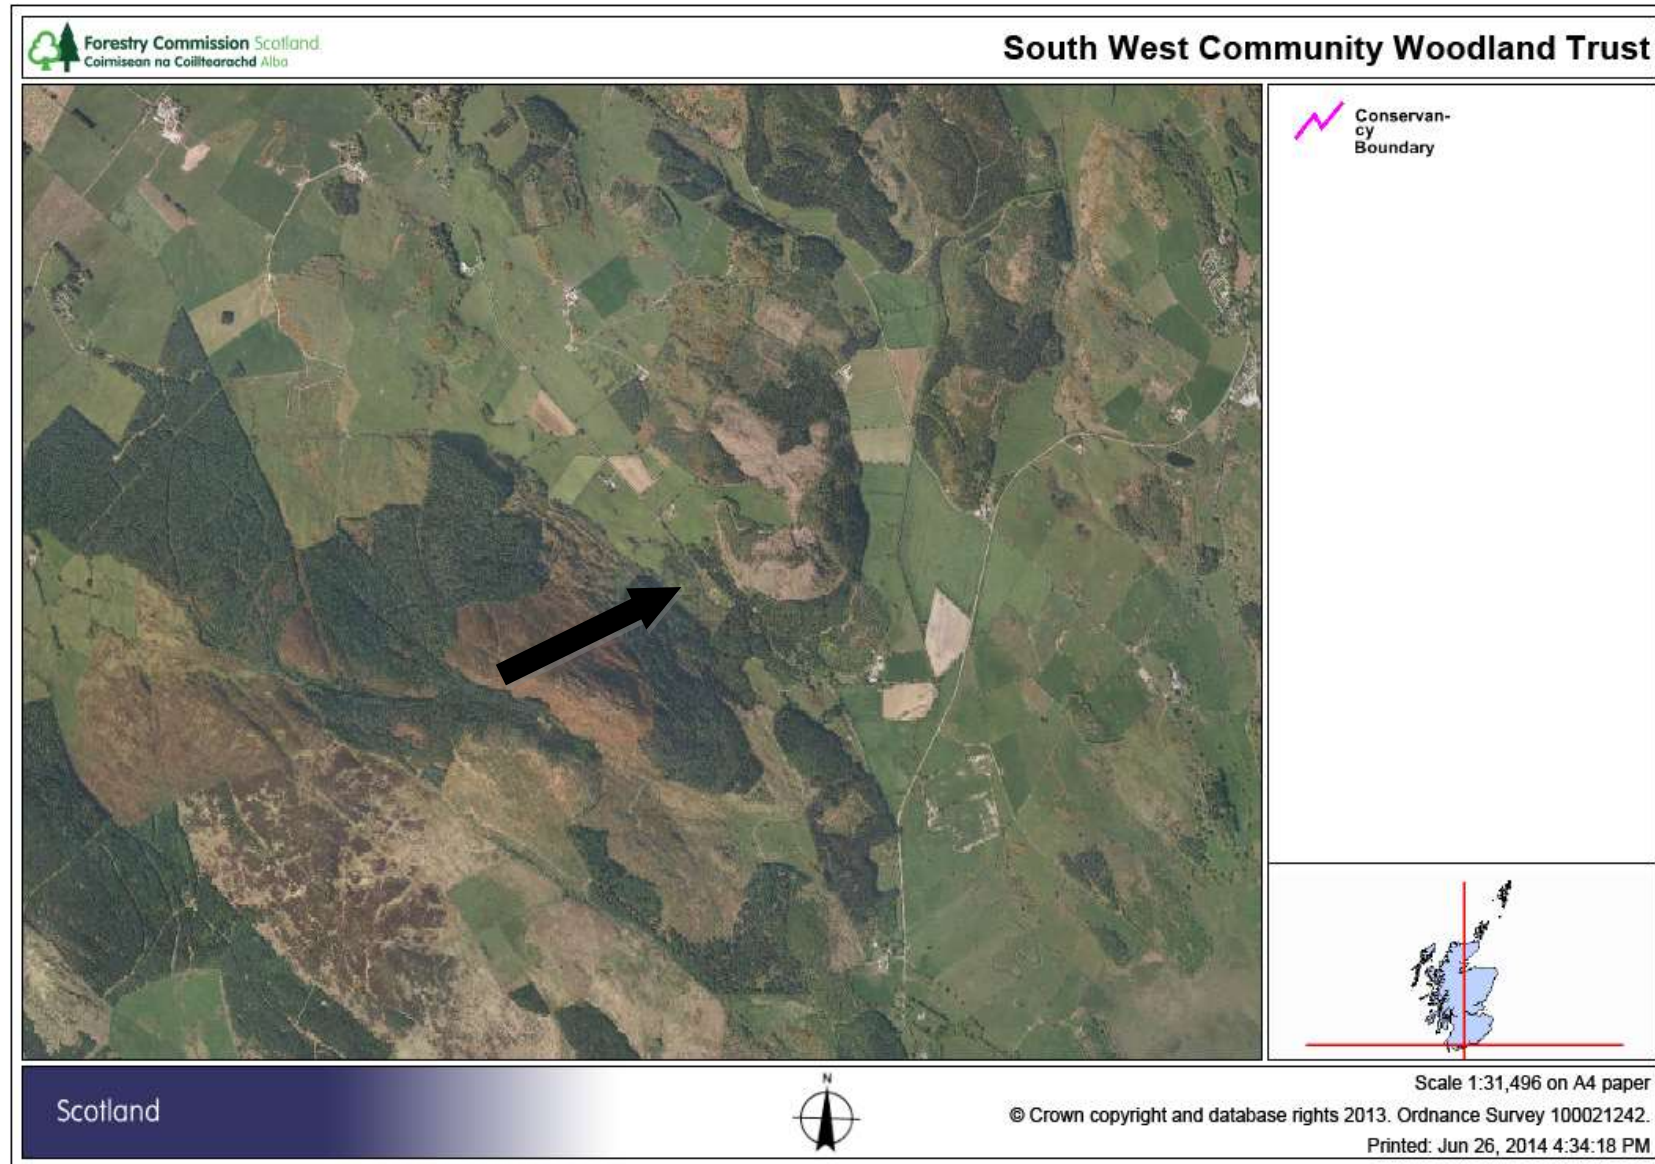 Forestry Commission Scotland
Coimisean na Coilltearachd Alba
South West Community Woodland Trust
Conservan-
cy
Boundary
Scotland
N
Scale 1:31,496 on A4 paper
© Crown copyright and database rights 2013. Ordnance Survey 100021242.
Printed: Jun 26, 2014 4:34:18 PM